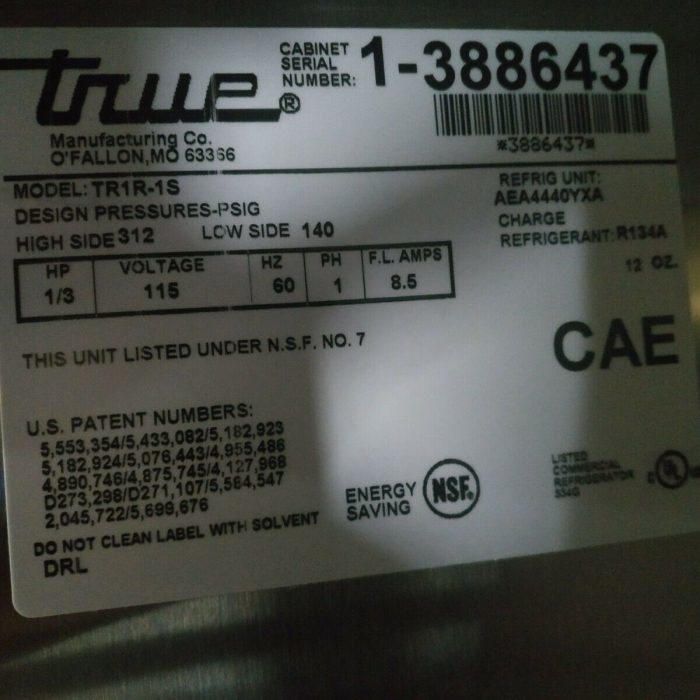 true®
Manufacturing Co.
O'FALLON,MO 63366
CABINET
SERIAL
NUMBER: 1-3886437
*3886437*
MODEL: TR1R-1S
DESIGN PRESSURES-PSIG
HIGH SIDE 312 LOW SIDE 140
REFRIG UNIT:
AEA4440YXA
CHARGE
REFRIGERANT: R134A
12 OZ.
HP VOLTAGE HZ PH F.L. AMPS
1/3 115 60 1 8.5
THIS UNIT LISTED UNDER N.S.F. NO. 7
CAE
U.S. PATENT NUMBERS:
5,553,354/5,433,082/5,182,923
5,182,924/5,076,443/4,955,486
4,890,746/4,875,745/4,127,968
D273,298/D271,107/5,584,547
2,045,722/5,699,676
DO NOT CLEAN LABEL WITH SOLVENT
DRL
ENERGY
SAVING
NSF®
LISTED
COMMERCIAL
REFRIGERATOR
534G
C UL